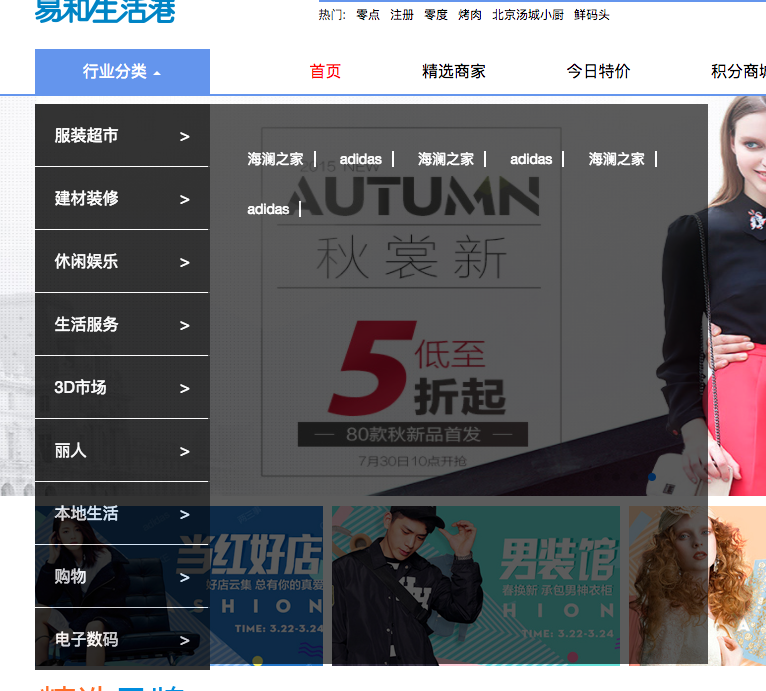 易和生活港
热门: 零点 注册 零度 烤肉 北京汤城小厨 鲜码头
行业分类 首页 精选商家 今日特价 积分商城
服装超市 >
建材装修 >
休闲娱乐 >
生活服务 >
3D市场 >
丽人 >
本地生活 >
购物 >
电子数码 >
海澜之家 | adidas | 海澜之家 | adidas | 海澜之家 |
adidas |
2015 NEW
AUTUMN
秋裳新
5低至
折起
80款秋新品首发
7月30日10点开抢
当红好店
好店云集 总有你的真爱
SHION
TIME: 3.22-3.24
男装馆
春换新 承包男神衣柜
SHION
TIME: 3.22-3.24